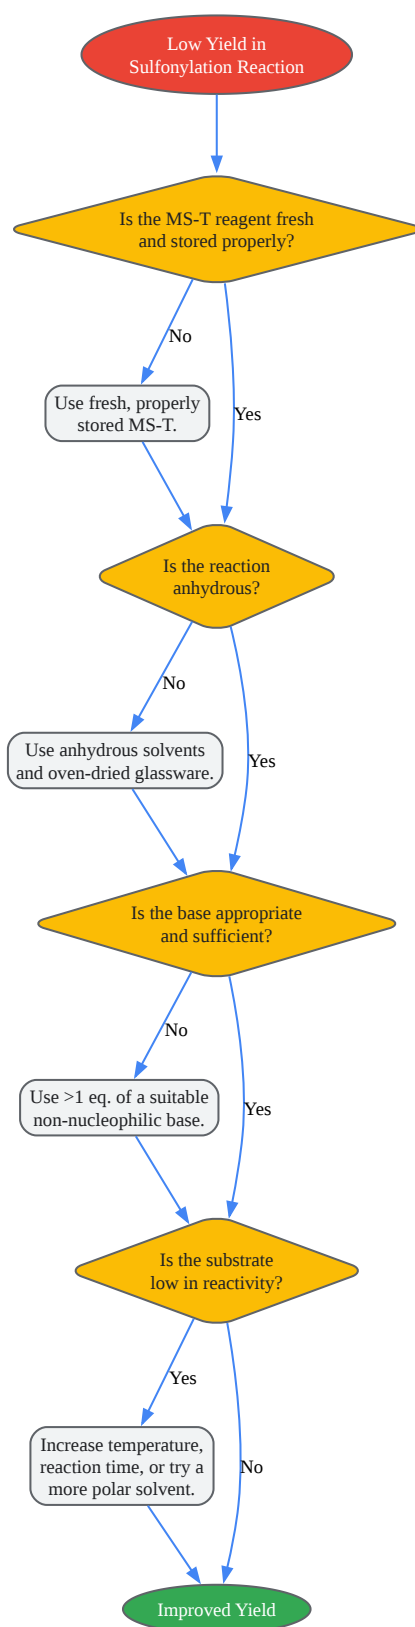 Low Yield in
Sulfonylation Reaction
Is the MS-T reagent fresh
and stored properly?
No
Use fresh, properly
stored MS-T.
Yes
Is the reaction
anhydrous?
No
Use anhydrous solvents
and oven-dried glassware.
Yes
Is the base appropriate
and sufficient?
No
Use >1 eq. of a suitable
non-nucleophilic base.
Yes
Is the substrate
low in reactivity?
Yes
Increase temperature,
reaction time, or try a
more polar solvent.
No
Improved Yield